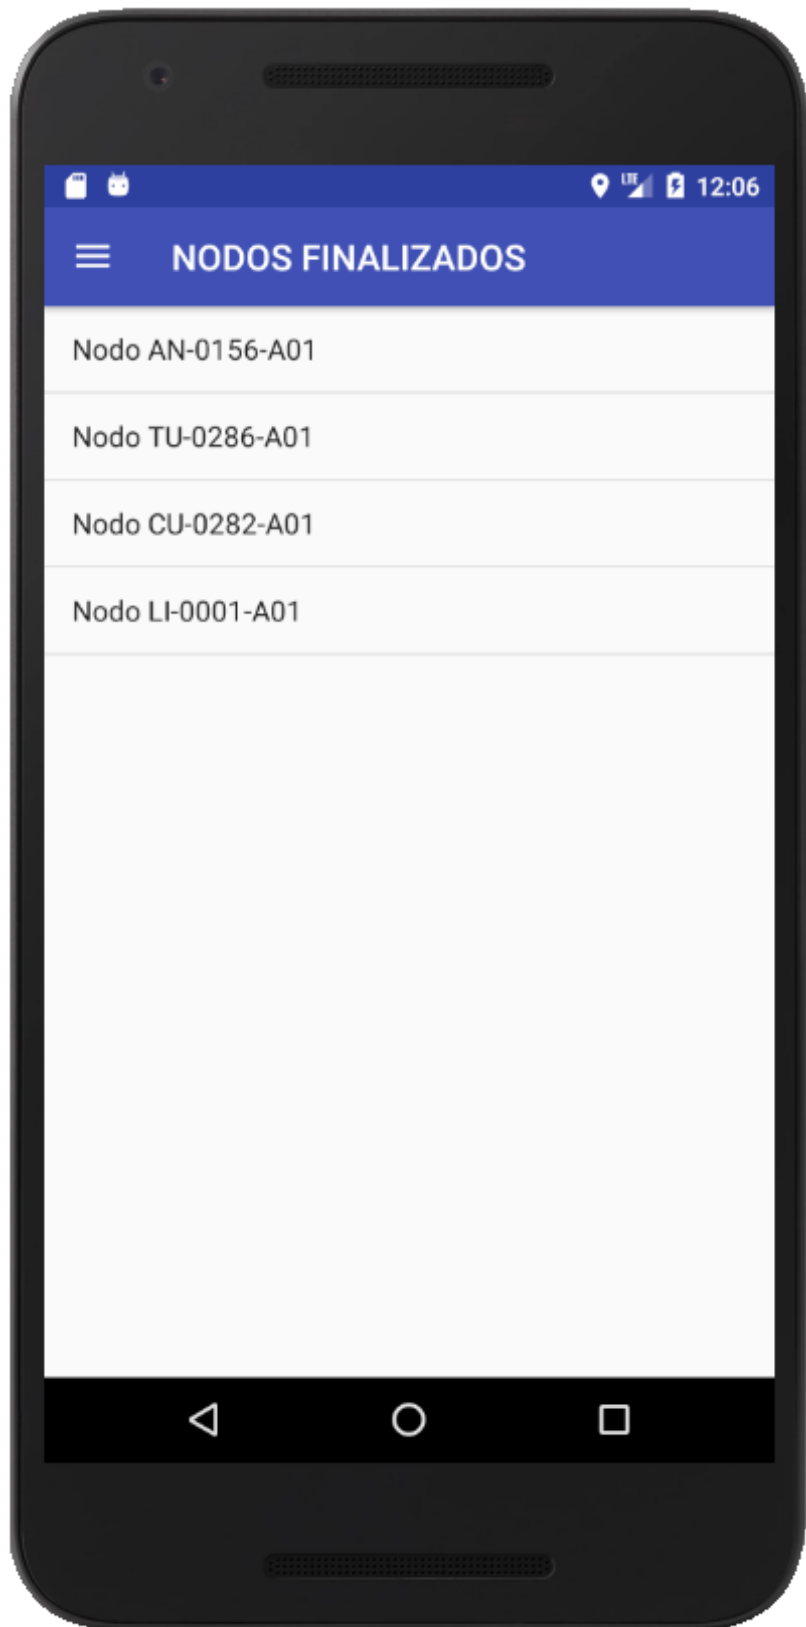 LTE 12:06
NODOS FINALIZADOS
Nodo AN-0156-A01
Nodo TU-0286-A01
Nodo CU-0282-A01
Nodo LI-0001-A01